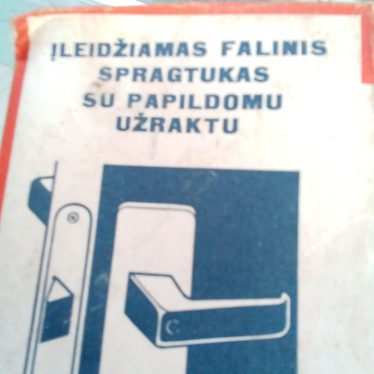 ĮLEIDŽIAMAS FALINIS
SPRAGTUKAS
SU PAPILDOMU
UŽRAKTU